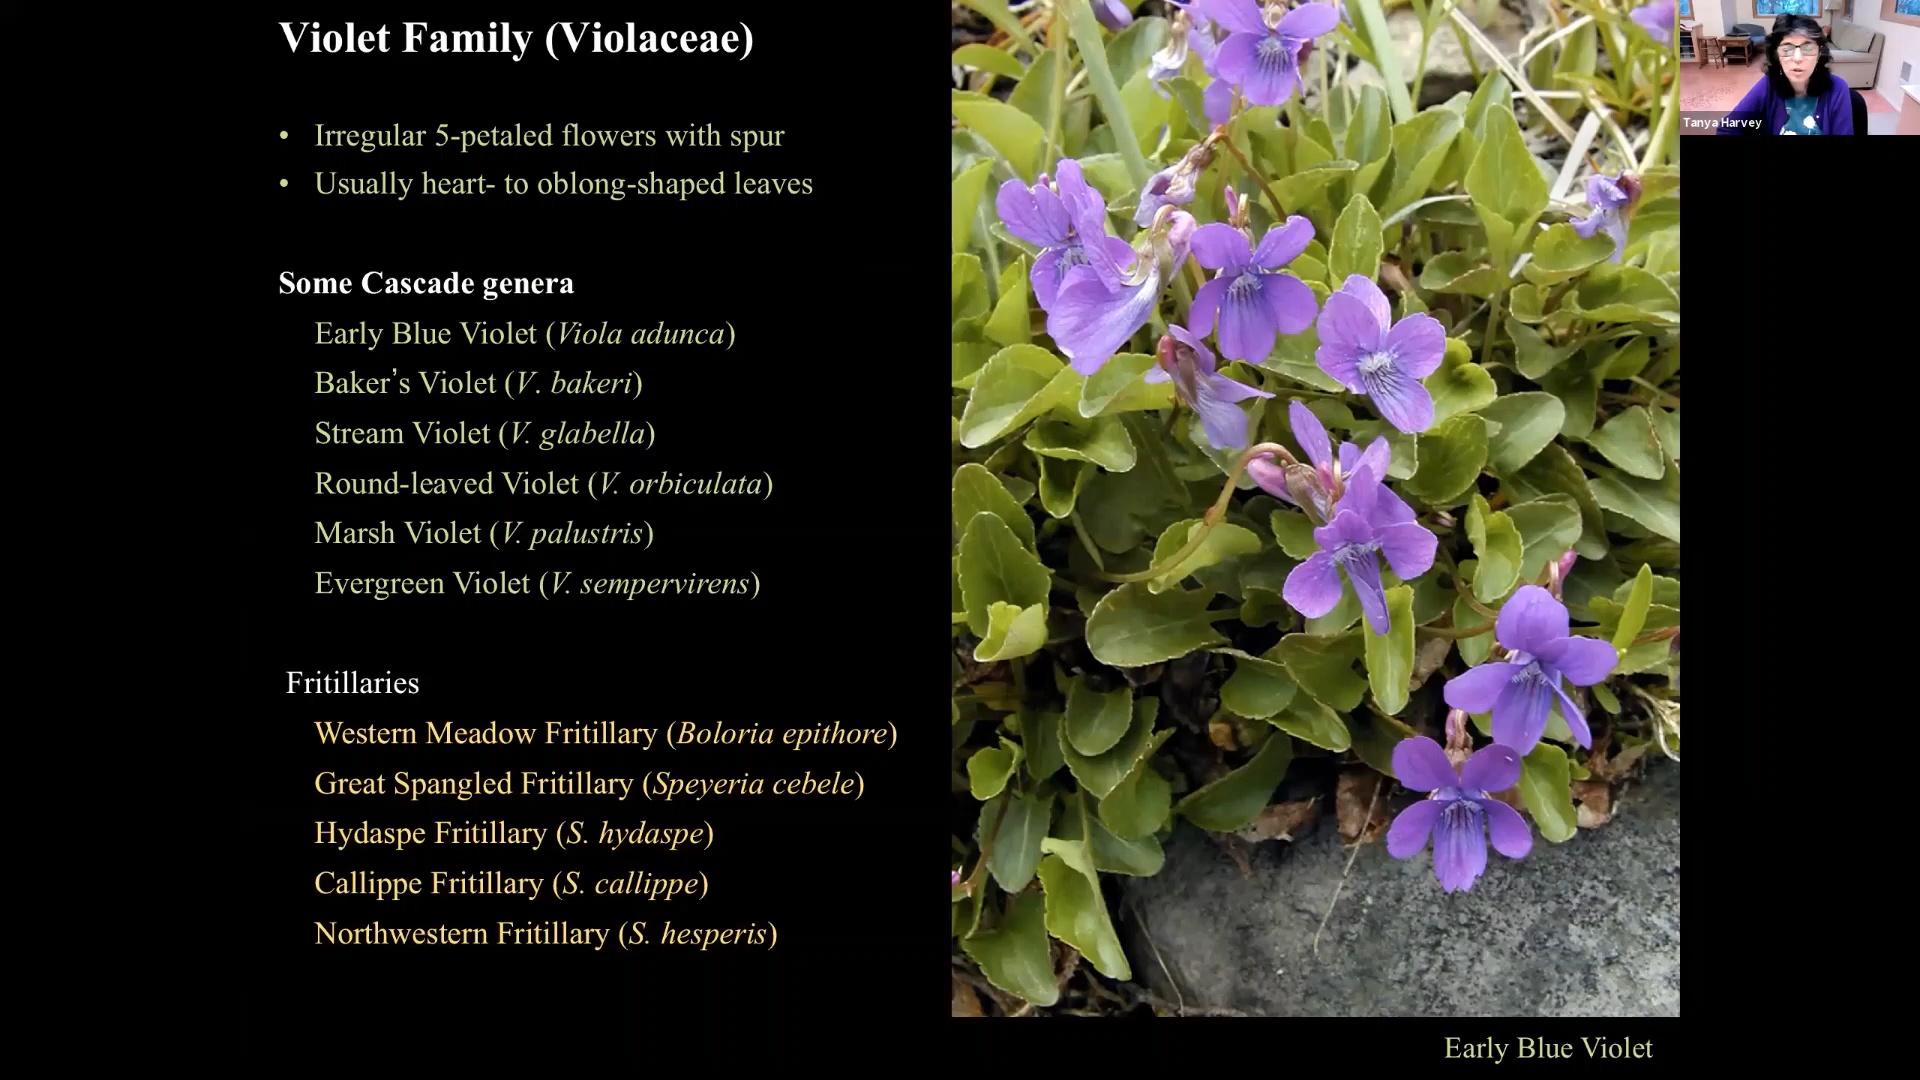 Violet Family (Violaceae)
• Irregular 5-petaled flowers with spur
• Usually heart- to oblong-shaped leaves
Some Cascade genera
Early Blue Violet (Viola adunca)
Baker’s Violet (V. bakeri)
Stream Violet (V. glabella)
Round-leaved Violet (V. orbiculata)
Marsh Violet (V. palustris)
Evergreen Violet (V. sempervirens)
Fritillaries
Western Meadow Fritillary (Boloria epithore)
Great Spangled Fritillary (Speyeria cebele)
Hydaspe Fritillary (S. hydaspe)
Callippe Fritillary (S. callippe)
Northwestern Fritillary (S. hesperis)
Early Blue Violet
Tanya Harvey